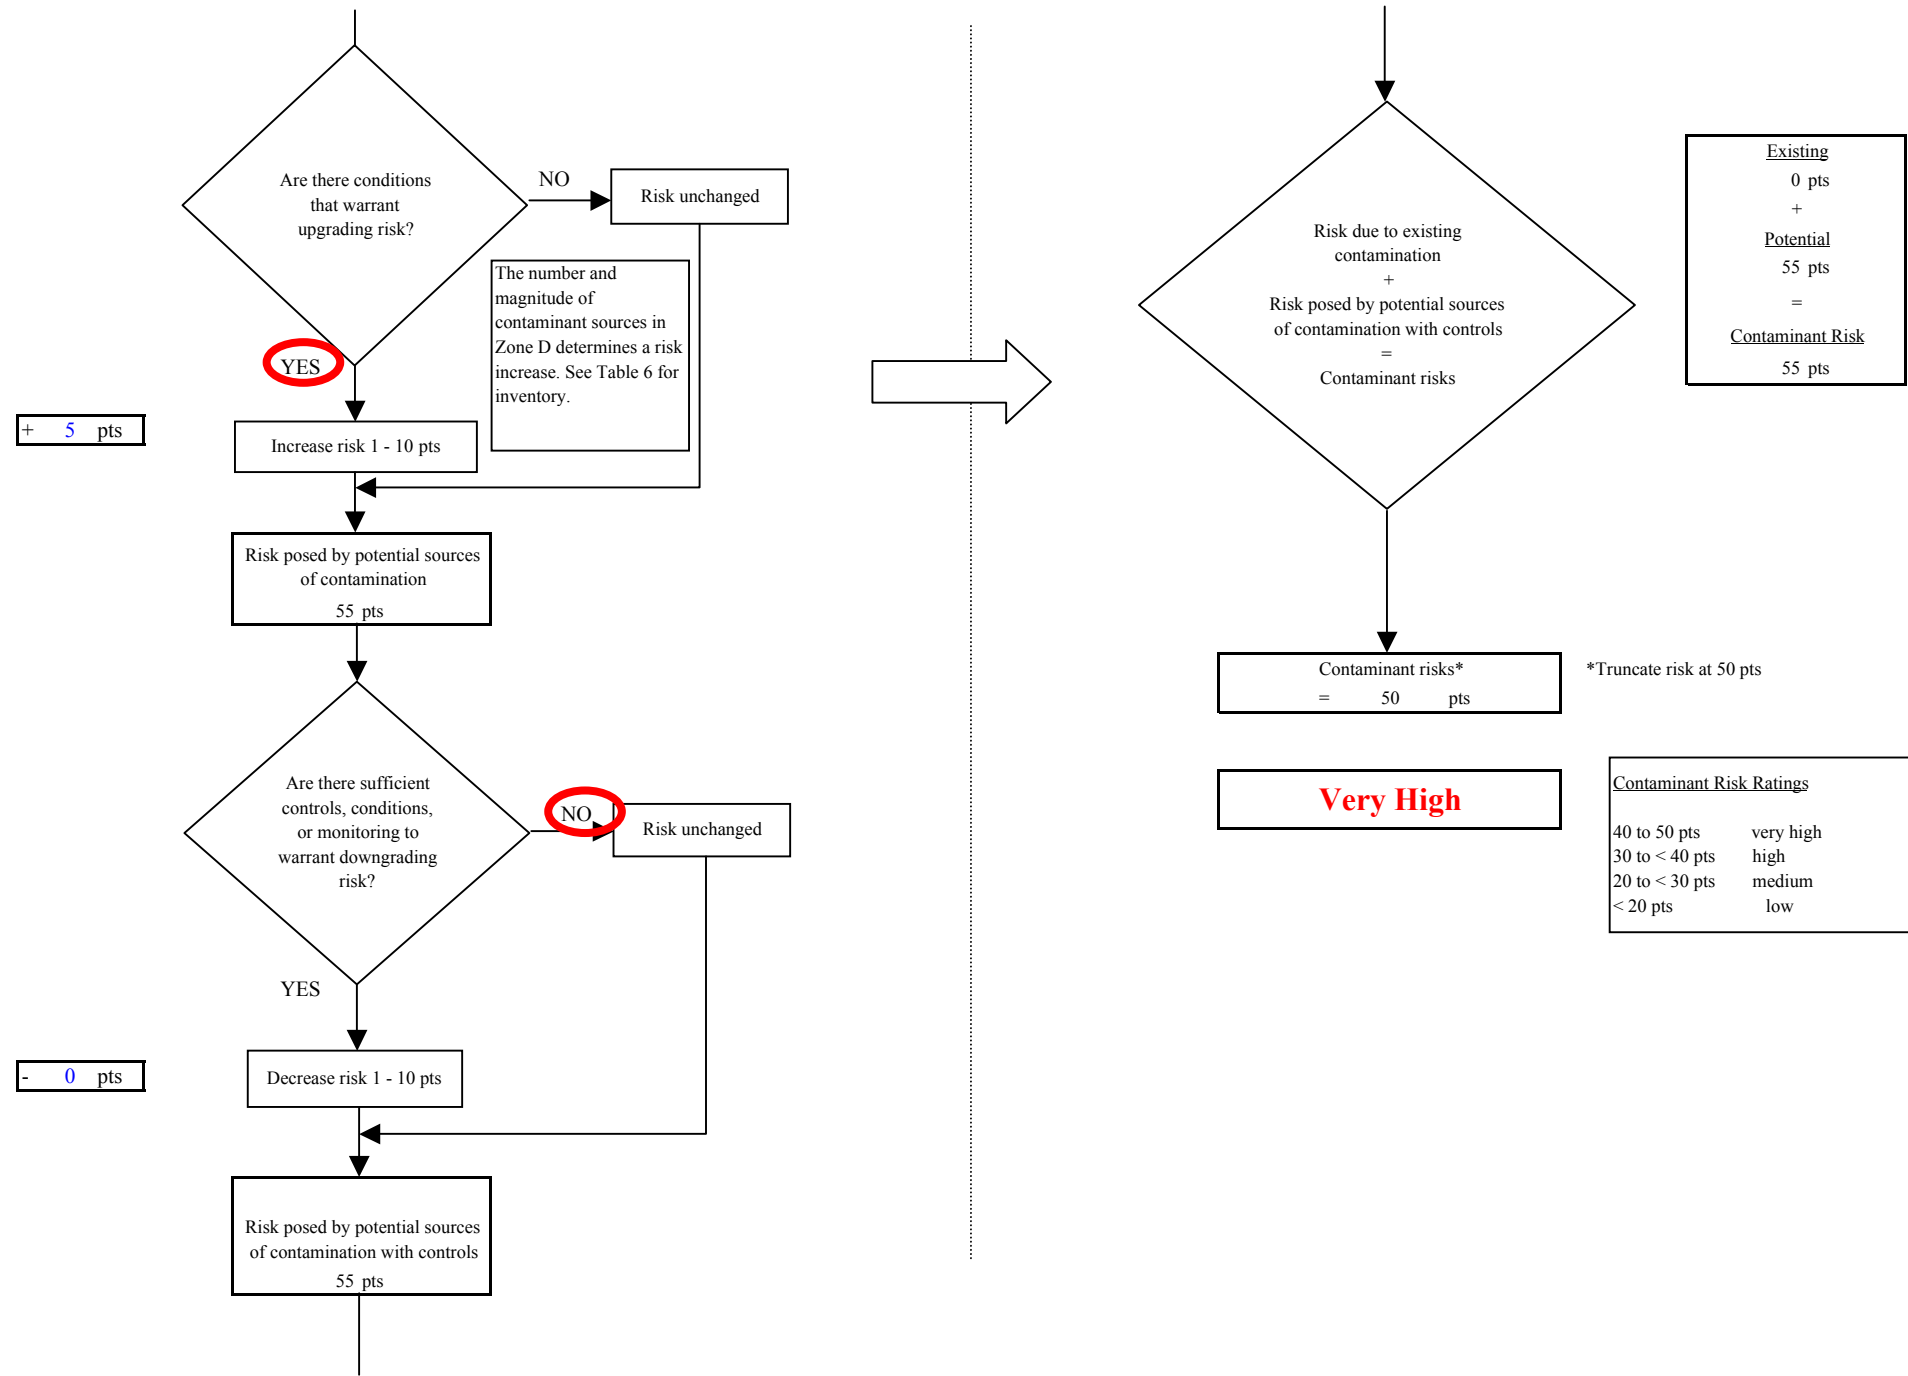 Are there conditions
that warrant
upgrading risk?
NO
Risk unchanged
The number and
magnitude of
contaminant sources in
Zone D determines a risk
increase. See Table 6 for
inventory.
YES
+ 5 pts
Increase risk 1 - 10 pts
Risk posed by potential sources
of contamination
55 pts
Are there sufficient
controls, conditions,
or monitoring to
warrant downgrading
risk?
NO
Risk unchanged
YES
- 0 pts
Decrease risk 1 - 10 pts
Risk posed by potential sources
of contamination with controls
55 pts
Risk due to existing
contamination
+
Risk posed by potential sources
of contamination with controls
=
Contaminant risks
Existing
0 pts
+
Potential
55 pts
=
Contaminant Risk
55 pts
Contaminant risks*
= 50 pts
*Truncate risk at 50 pts
Very High
Contaminant Risk Ratings
40 to 50 pts very high
30 to < 40 pts high
20 to < 30 pts medium
< 20 pts low